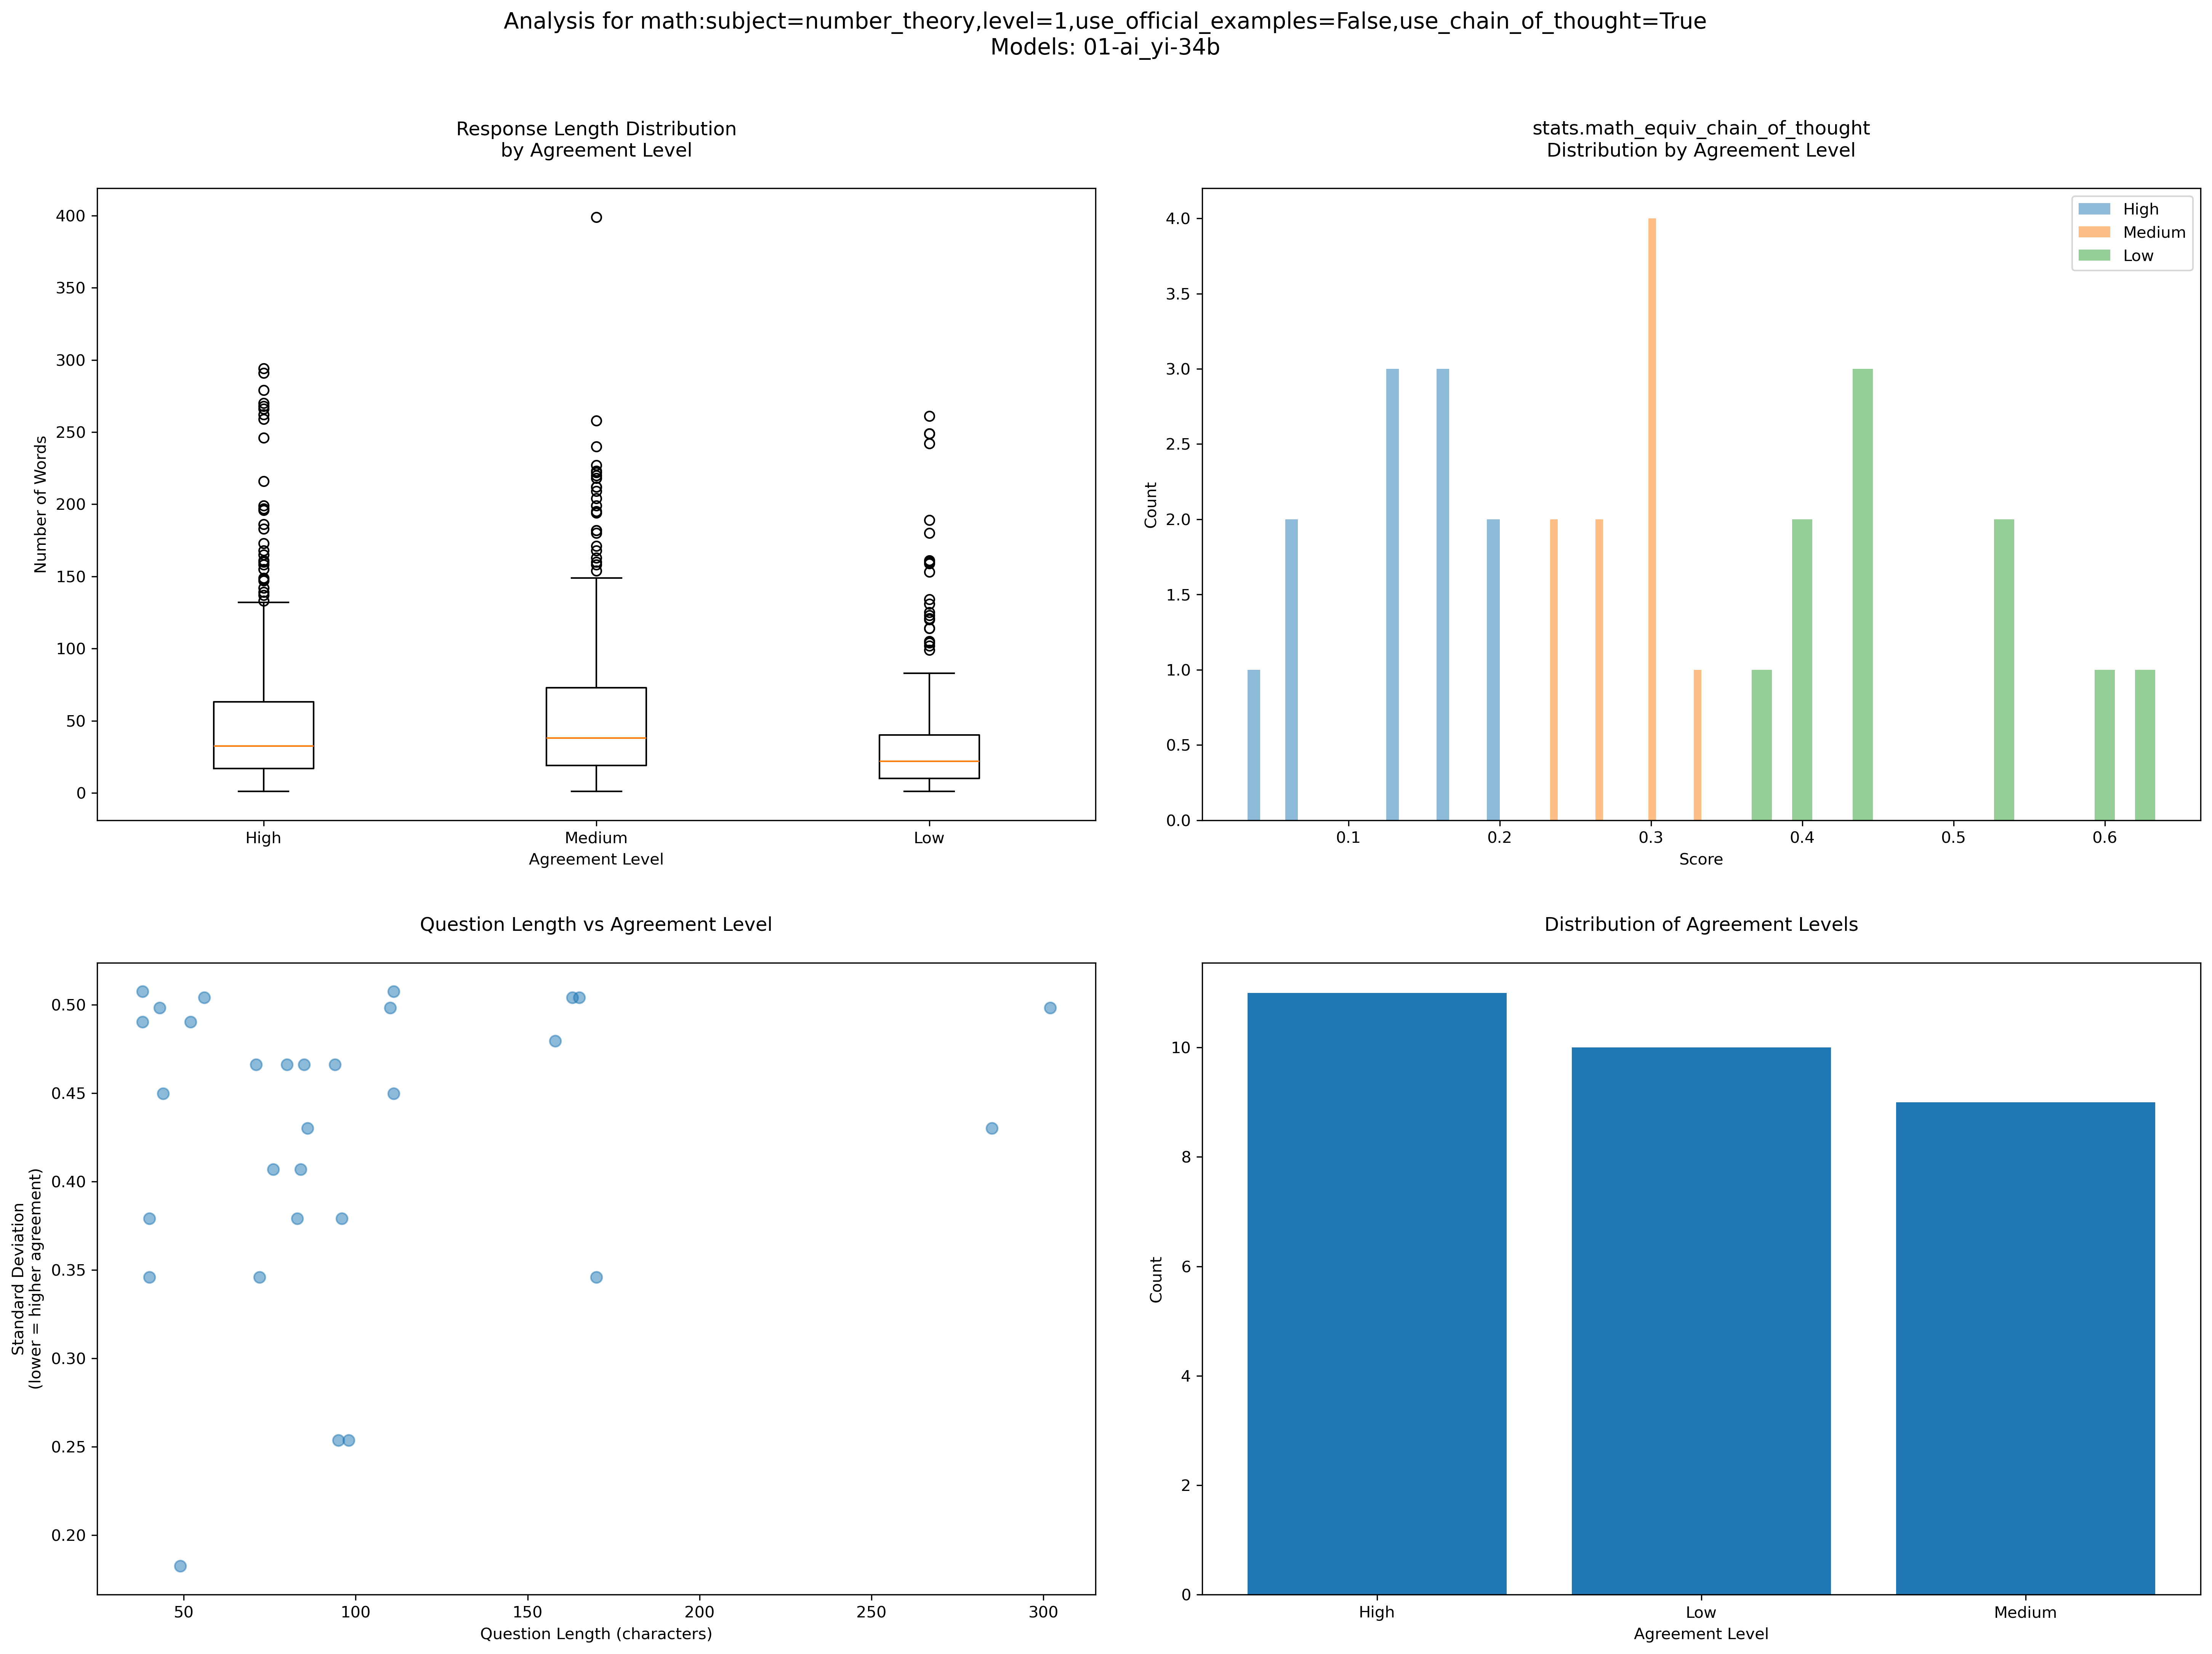 Analysis for math:subject=number_theory,level=1,use_official_examples=False,use_chain_of_thought=True
Models: 01-ai_yi-34b
Response Length Distribution
by Agreement Level
400
350
300
250
200
150
100
50
0
Number of Words
High
Medium
Low
Agreement Level
stats.math_equiv_chain_of_thought
Distribution by Agreement Level
High
Medium
Low
4.0
3.5
3.0
2.5
2.0
1.5
1.0
0.5
0.0
Count
0.1
0.2
0.3
0.4
0.5
0.6
Score
Question Length vs Agreement Level
0.50
0.45
0.40
0.35
0.30
0.25
0.20
Standard Deviation
(lower = higher agreement)
50
100
150
200
250
300
Question Length (characters)
Distribution of Agreement Levels
10
8
6
4
2
0
Count
High
Low
Medium
Agreement Level